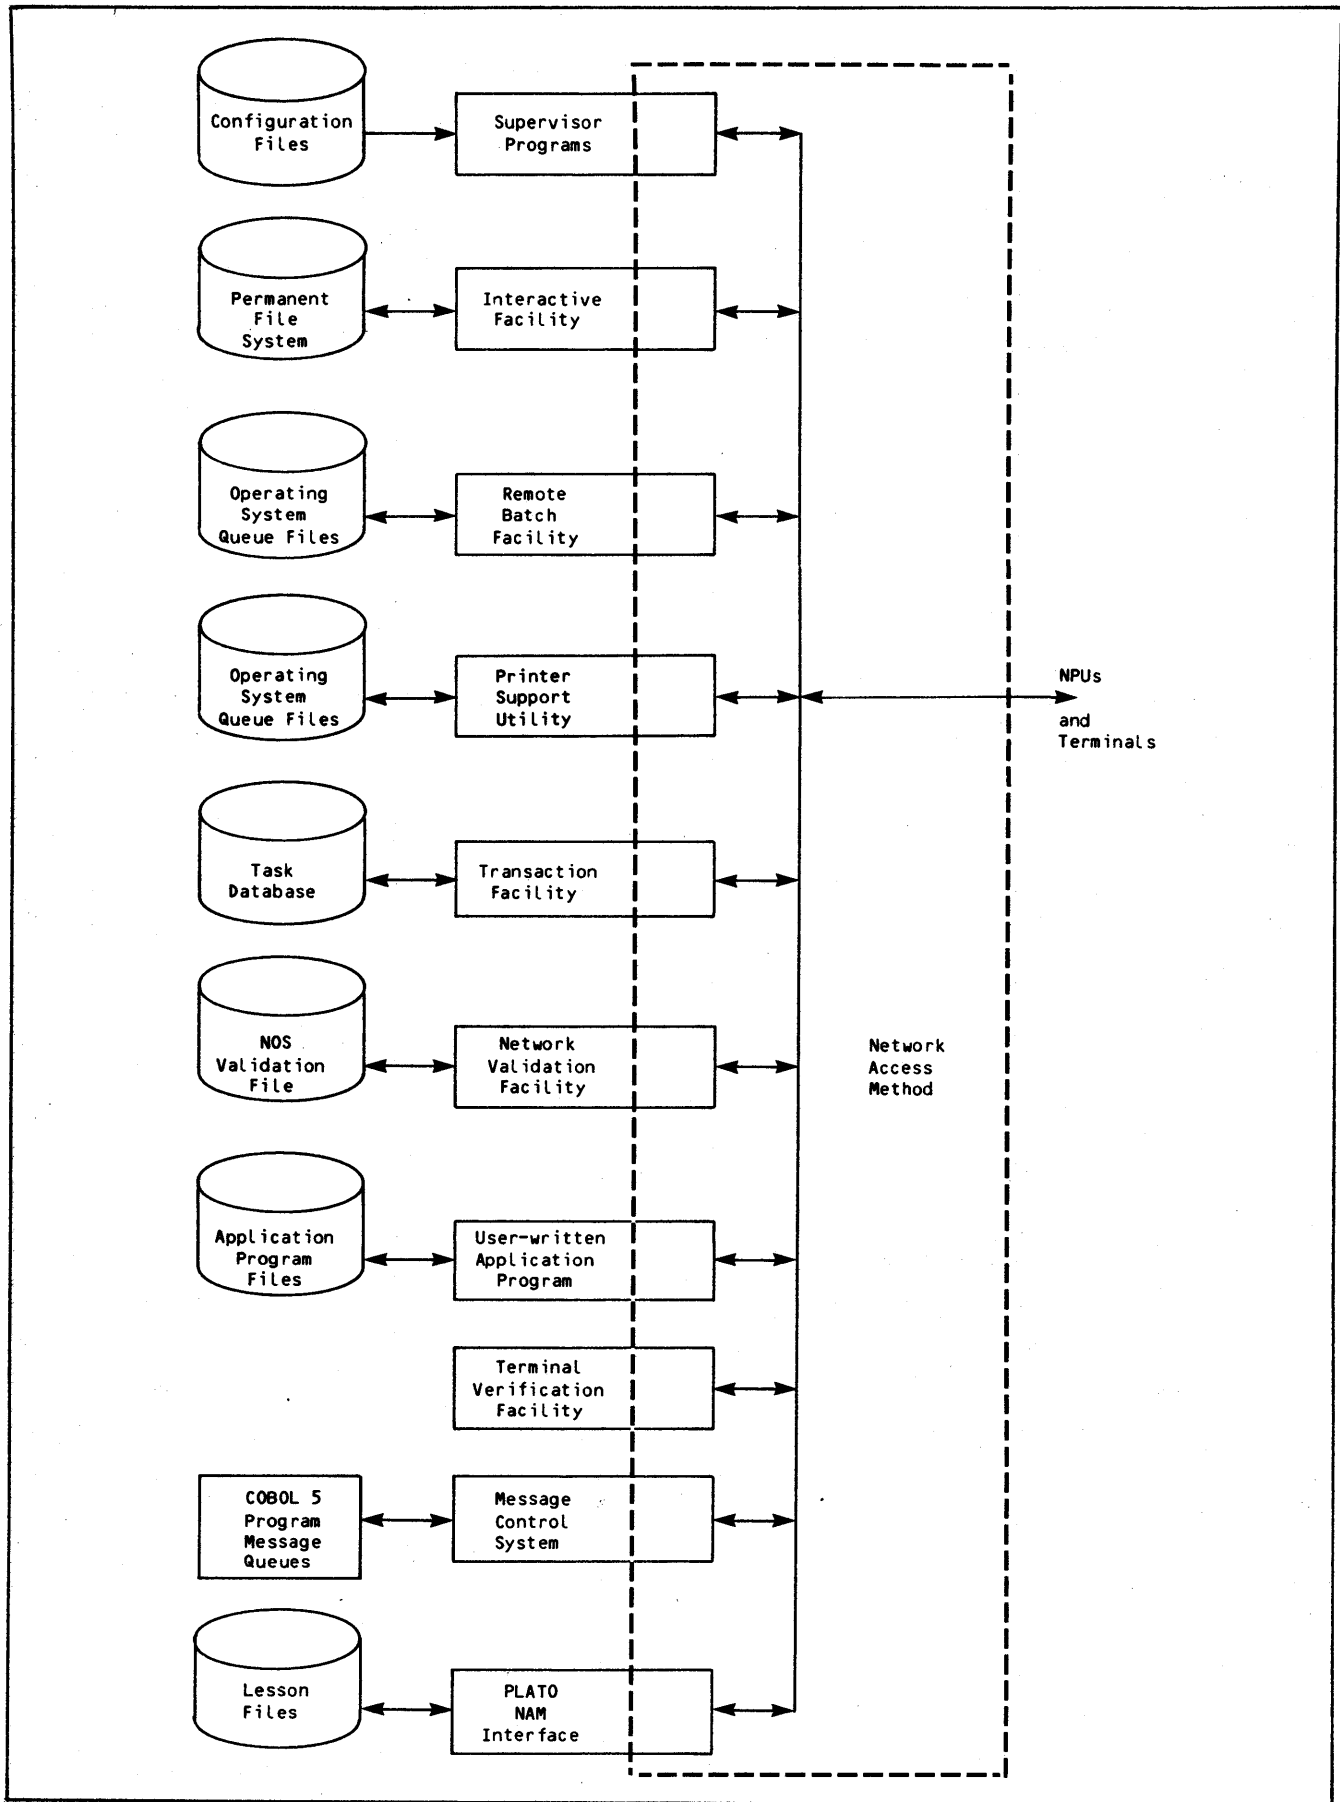 Configuration
Files
Supervisor
Programs
Permanent
File
System
Interactive
Facility
Operating
System
Queue Files
Remote
Batch
Facility
Operating
System
Queue Files
Printer
Support
Utility
NPUs
and
Terminals
Task
Database
Transaction
Facility
NOS
Validation
File
Network
Validation
Facility
Network
Access
Method
Application
Program
Files
User-written
Application
Program
Terminal
Verification
Facility
COBOL 5
Program
Message
Queues
Message
Control
System
Lesson
Files
PLATO
NAM
Interface